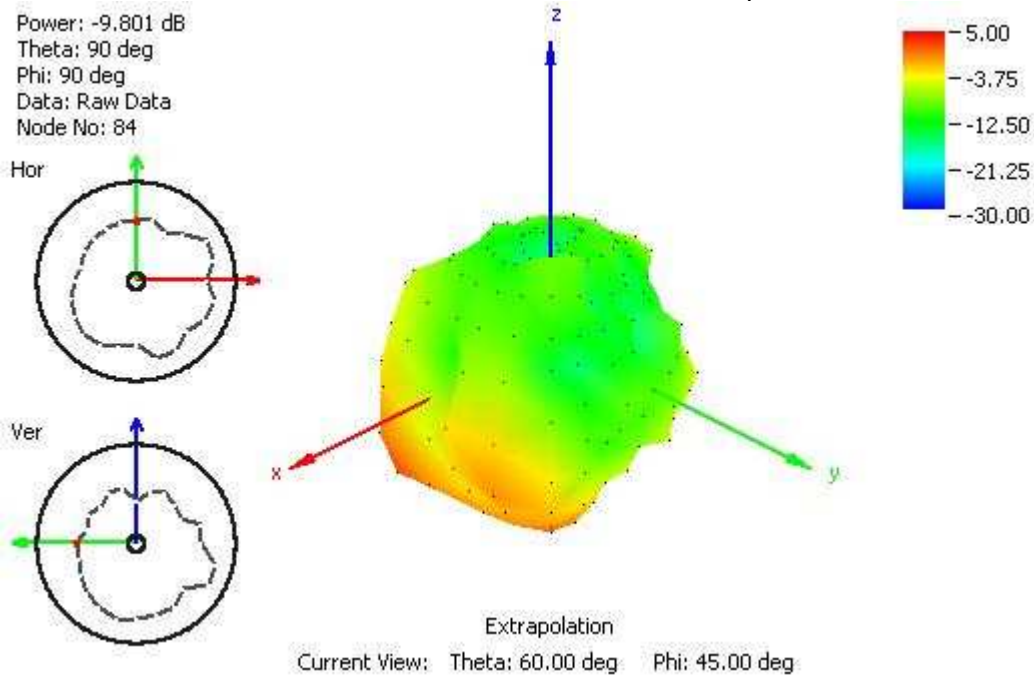 Power: -9.801 dB
Theta: 90 deg
Phi: 90 deg
Data: Raw Data
Node No: 84
Hor
Ver
z
x
y
5.00
-3.75
-12.50
-21.25
-30.00
Extrapolation
Current View: Theta: 60.00 deg Phi: 45.00 deg